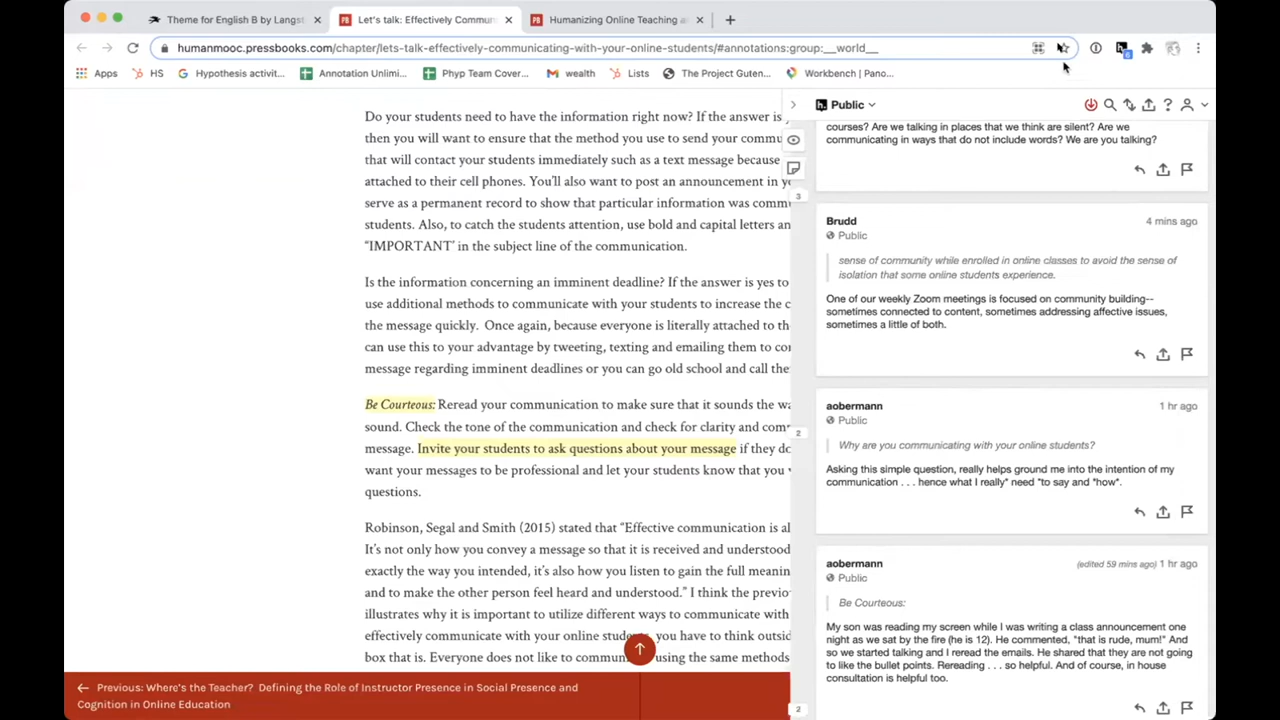 Theme for English B by Langst
Let's talk: Effectively Commun
Humanizing Online Teaching a
humanmooc.pressbooks.com/chapter/lets-talk-effectively-communicating-with-your-online-students/#annotations:group:__world__
Apps
HS
Hypothesis activit...
Annotation Unlimi...
Phyp Team Cover...
wealth
Lists
The Project Guten...
Workbench | Pano...
Do your students need to have the information right now? If the answer is
then you will want to ensure that the method you use to send your commu
that will contact your students immediately such as a text message because
attached to their cell phones. You'll also want to post an announcement in y
serve as a permanent record to show that particular information was comm
students. Also, to catch the students attention, use bold and capital letters an
"IMPORTANT' in the subject line of the communication.
Is the information concerning an imminent deadline? If the answer is yes to
use additional methods to communicate with your students to increase the c
the message quickly. Once again, because everyone is literally attached to th
can use this to your advantage by tweeting, texting and emailing them to co
message regarding imminent deadlines or you can go old school and call the
Be Courteous: Reread your communication to make sure that it sounds the wa
sound. Check the tone of the communication and check for clarity and com
message. Invite your students to ask questions about your message if they do
want your messages to be professional and let your students know that you
questions.
Robinson, Segal and Smith (2015) stated that "Effective communication is al
It's not only how you convey a message so that it is received and understood
exactly the way you intended, it's also how you listen to gain the full meanin
and to make the other person feel heard and understood." I think the previo
illustrates why it is important to utilize different ways to communicate with
effectively communicate with your online stude you have to think outsid
box that is. Everyone does not like to commun using the same methods
← Previous: Where's the Teacher? Defining the Role of Instructor Presence in Social Presence and
Cognition in Online Education
Public
courses? Are we talking in places that we think are silent? Are we
communicating in ways that do not include words? We are you talking?
3
Brudd 4 mins ago
Public
sense of community while enrolled in online classes to avoid the sense of
isolation that some online students experience.
One of our weekly Zoom meetings is focused on community building--
sometimes connected to content, sometimes addressing affective issues,
sometimes a little of both.
aobermann 1 hr ago
Public
2
Why are you communicating with your online students?
Asking this simple question, really helps ground me into the intention of my
communication . . . hence what I really* need *to say and *how*.
aobermann (edited 59 mins ago) 1 hr ago
Public
Be Courteous:
My son was reading my screen while I was writing a class announcement one
night as we sat by the fire (he is 12). He commented, "that is rude, mum!" And
so we started talking and I reread the emails. He shared that they are not going
to like the bullet points. Rereading . . . so helpful. And of course, in house
consultation is helpful too.
2